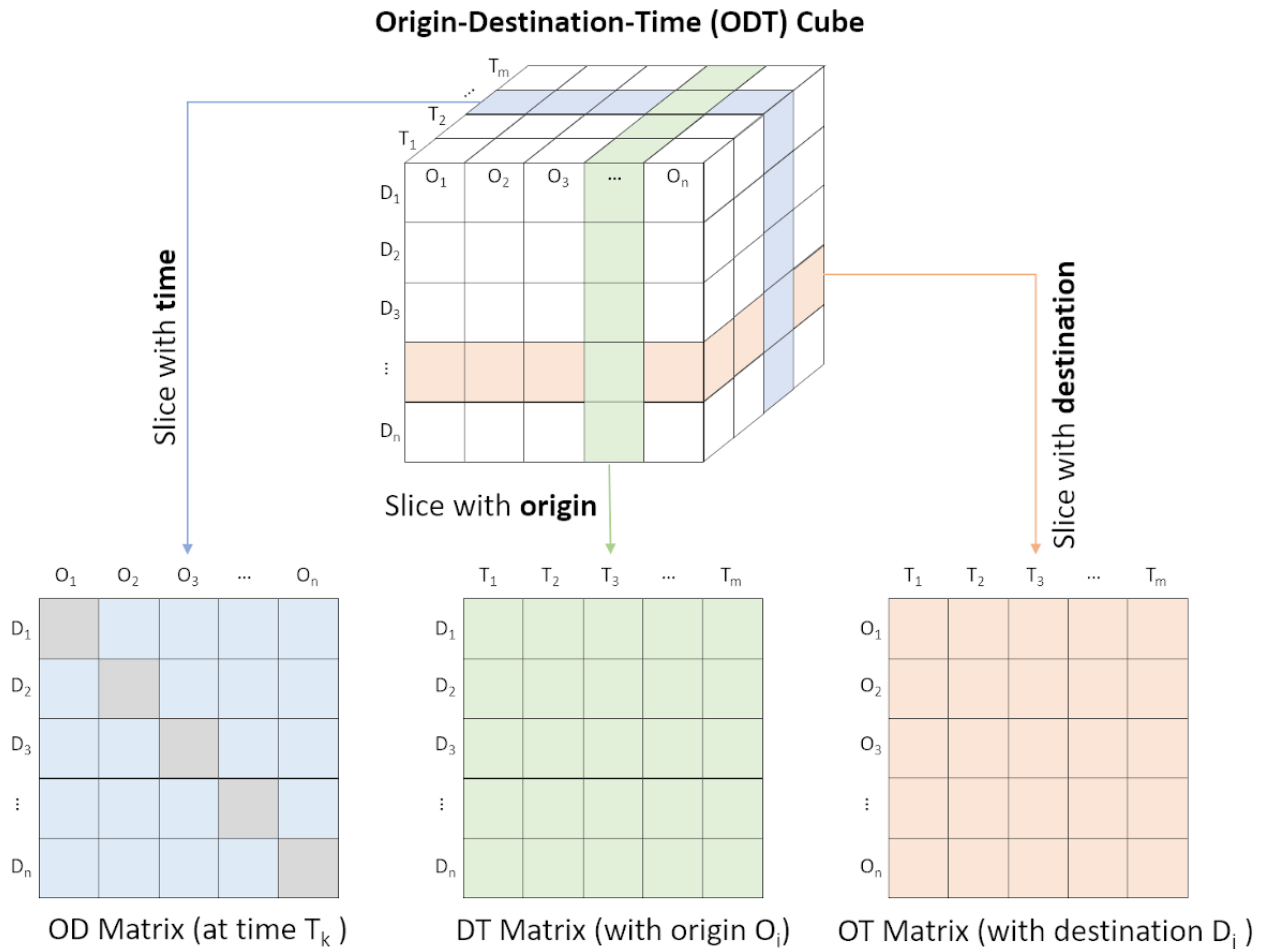 Origin-Destination-Time (ODT) Cube
Tₘ
...
T₂
T₁
O₁ O₂ O₃ ... Oₙ
D₁
D₂
D₃
...
Dₙ
Slice with time
Slice with origin
Slice with destination
O₁ O₂ O₃ ... Oₙ
D₁
D₂
D₃
...
Dₙ
OD Matrix (at time Tₖ )
T₁ T₂ T₃ ... Tₘ
D₁
D₂
D₃
...
Dₙ
DT Matrix (with origin Oᵢ)
T₁ T₂ T₃ ... Tₘ
O₁
O₂
O₃
...
Oₙ
OT Matrix (with destination Dⱼ )